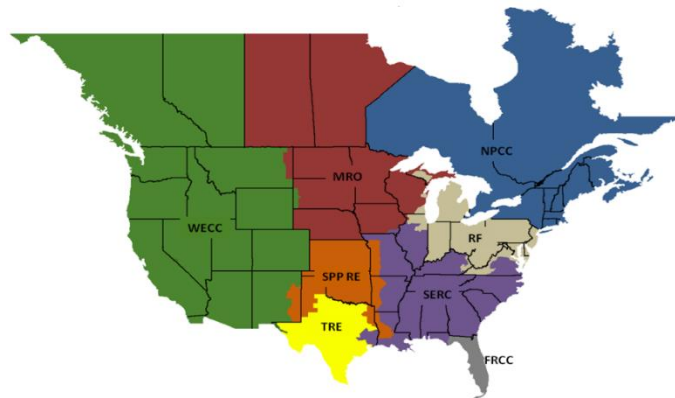 NPCC
MRO
WECC
RF
SPP RE
SERC
TRE
FRCC